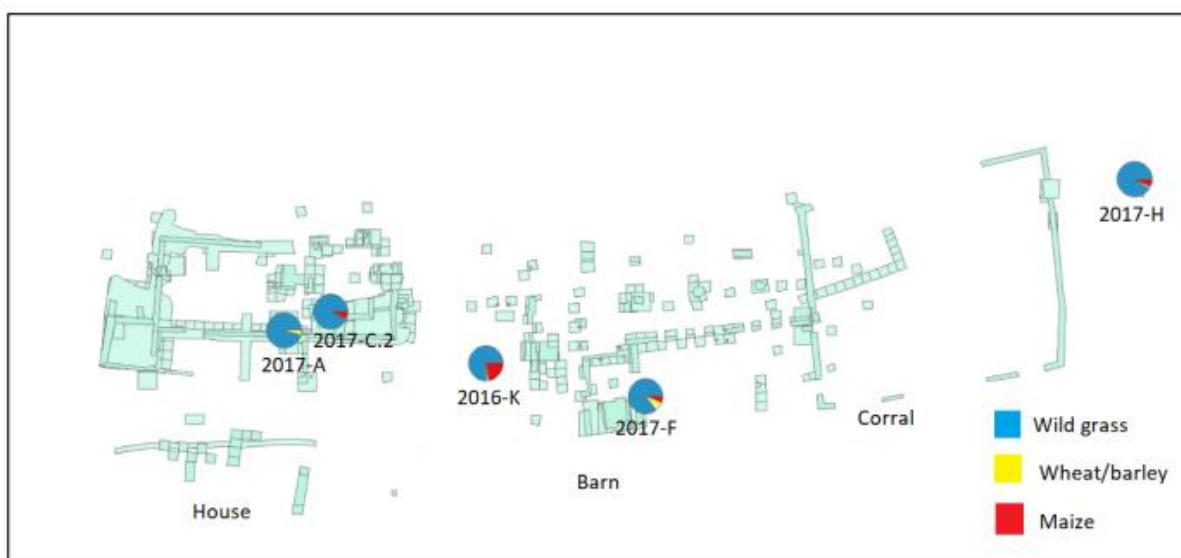 2017-H
2017-C.2
2017-A
2016-K
2017-F
Corral
Wild grass
Barn
Wheat/barley
House
Maize